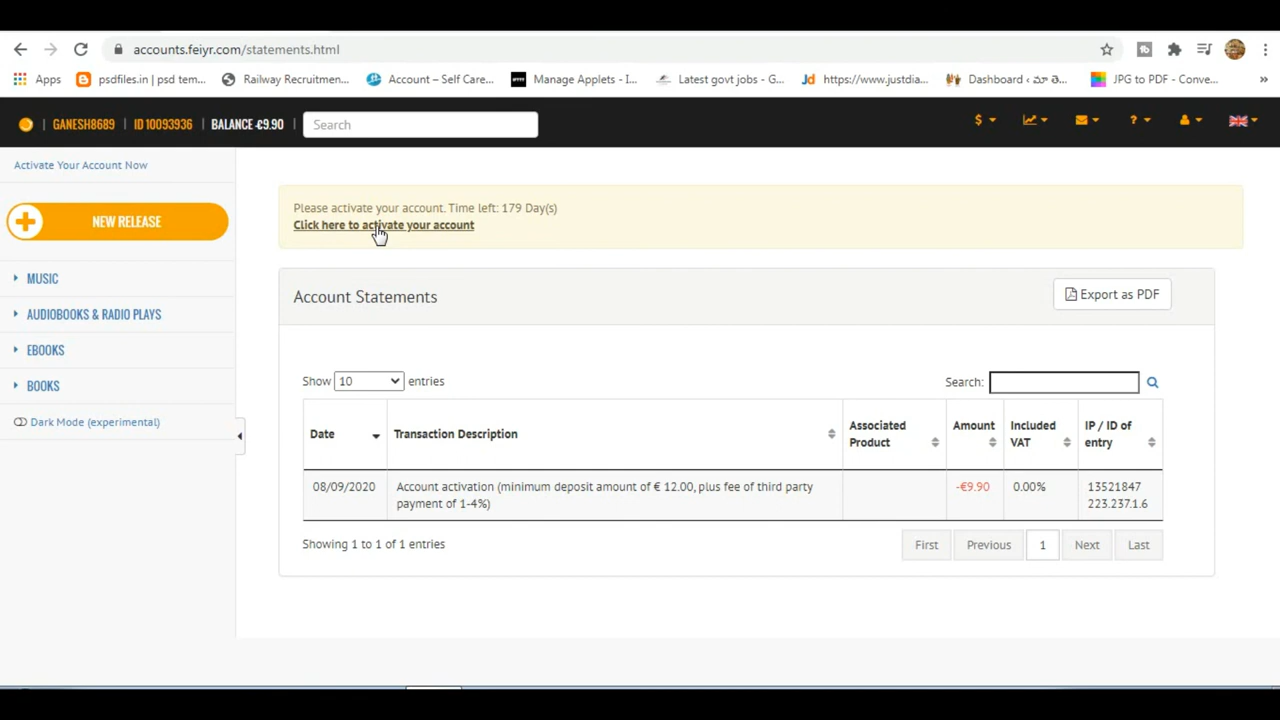 accounts.feiyr.com/statements.html
Apps psdfiles.in | psd tem... Railway Recruitmen... Account – Self Care... Manage Applets - I... Latest govt jobs - G... Jd https://www.justdia... Dashboard ‹ మా తె... JPG to PDF - Conve... »
| GANESH8689 | ID 10093936 | BALANCE -€9.90 | Search $ ?
Activate Your Account Now
NEW RELEASE
MUSIC
AUDIOBOOKS & RADIO PLAYS
EBOOKS
BOOKS
Dark Mode (experimental)
Please activate your account. Time left: 179 Day(s)
Click here to activate your account
Account Statements
Export as PDF
Show 10 entries
Search:
Date Transaction Description Associated Product Amount Included VAT IP / ID of entry
08/09/2020 Account activation (minimum deposit amount of € 12.00, plus fee of third party -€9.90 0.00% 13521847
payment of 1-4%) 223.237.1.6
Showing 1 to 1 of 1 entries
First Previous 1 Next Last